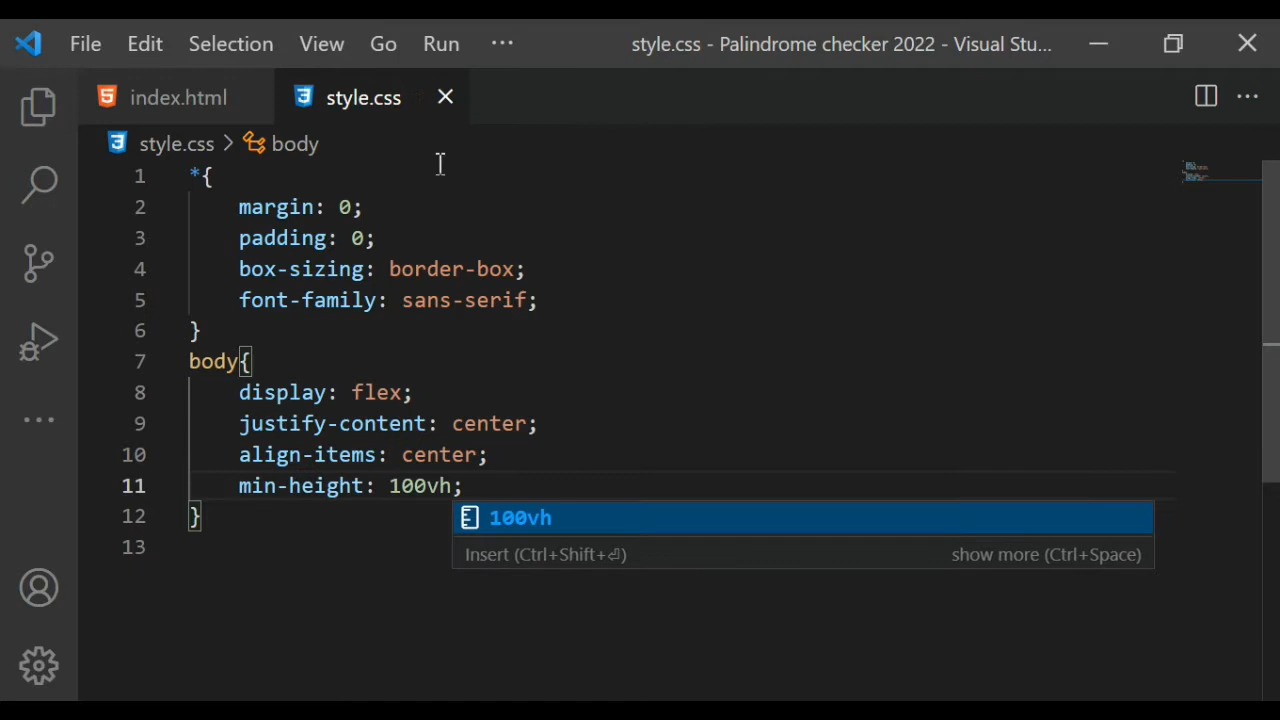 File Edit Selection View Go Run ··· style.css - Palindrome checker 2022 - Visual Stu...
index.html style.css
style.css > body
1 *{
2 margin: 0;
3 padding: 0;
4 box-sizing: border-box;
5 font-family: sans-serif;
6 }
7 body{
8 display: flex;
9 justify-content: center;
10 align-items: center;
11 min-height: 100vh;
12 }
100vh
Insert (Ctrl+Shift+⏎) show more (Ctrl+Space)
13